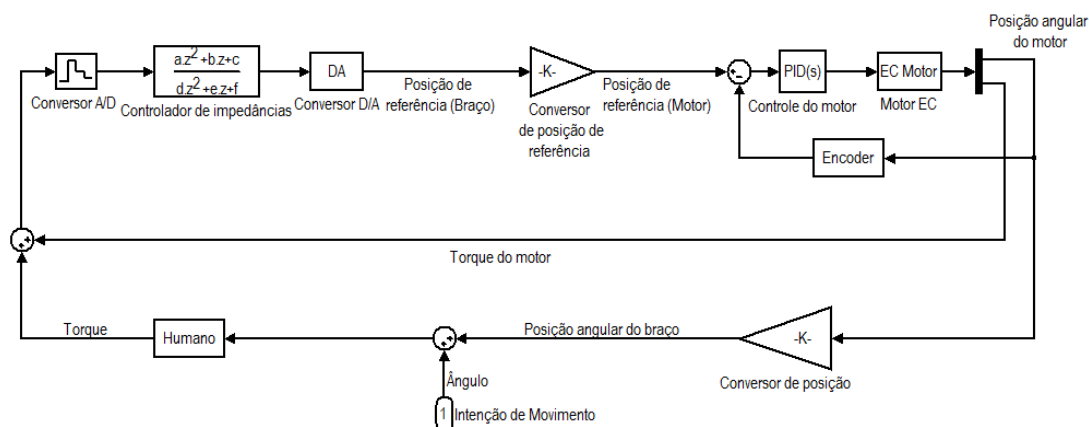 Posição angular
do motor
a.z2 +b.z+c
d.z2 +e.z+f
DA
-K-
PID(s)
EC Motor
Conversor A/D
Controlador de impedâncias
Conversor D/A
Posição de
referência (Braço)
Conversor
de posição de
referência
Posição de
referência (Motor)
Controle do motor
Motor EC
Encoder
Torque do motor
Torque
Humano
Posição angular do braço
-K-
Conversor de posição
Ângulo
1
Intenção de Movimento